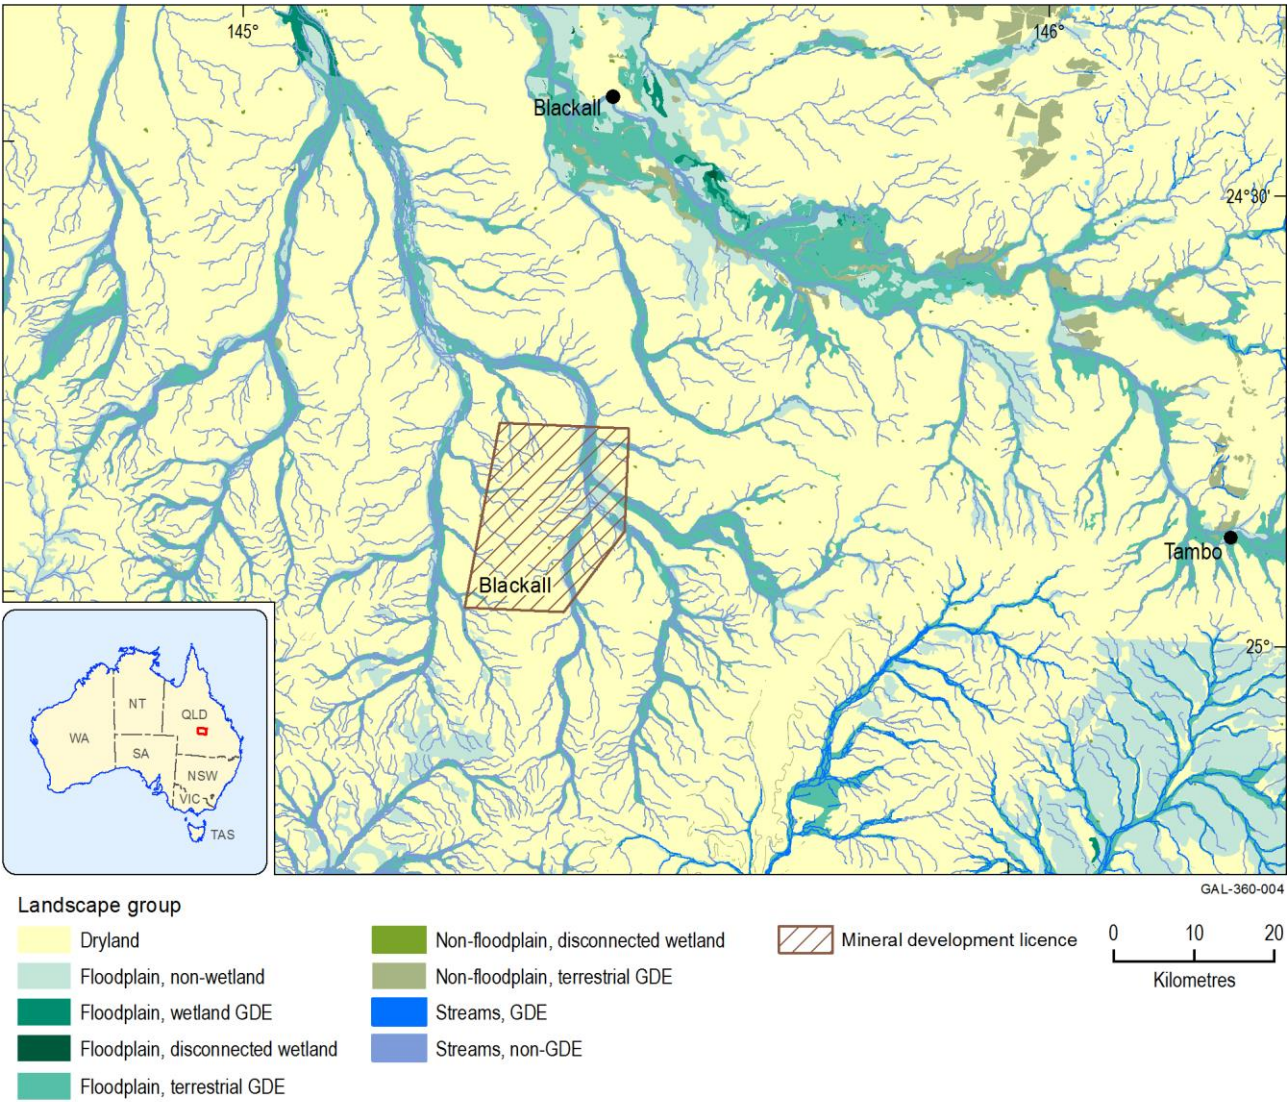 145°
146°
Blackall
24°30'
Tambo
Blackall
25°
NT
QLD
WA
SA
NSW
VIC
TAS
GAL-360-004
Landscape group
Dryland
Floodplain, non-wetland
Floodplain, wetland GDE
Floodplain, disconnected wetland
Floodplain, terrestrial GDE
Non-floodplain, disconnected wetland
Non-floodplain, terrestrial GDE
Streams, GDE
Streams, non-GDE
Mineral development licence
0 10 20
Kilometres